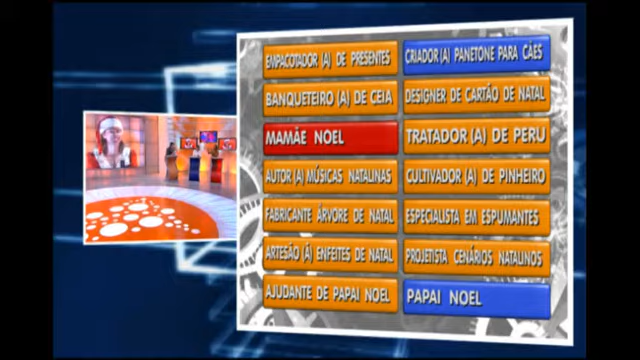 EMPACOTADOR (A) DE PRESENTES
BANQUETEIRO (A) DE CEIA
MAMÃE NOEL
AUTOR (A) MÚSICAS NATALINAS
FABRICANTE ÁRVORE DE NATAL
ARTESÃO (Ã) ENFEITES DE NATAL
AJUDANTE DE PAPAI NOEL
CRIADOR (A) PANETONE PARA CÃES
DESIGNER DE CARTÃO DE NATAL
TRATADOR (A) DE PERU
CULTIVADOR (A) DE PINHEIRO
ESPECIALISTA EM ESPUMANTES
PROJETISTA CENÁRIOS NATALINOS
PAPAI NOEL